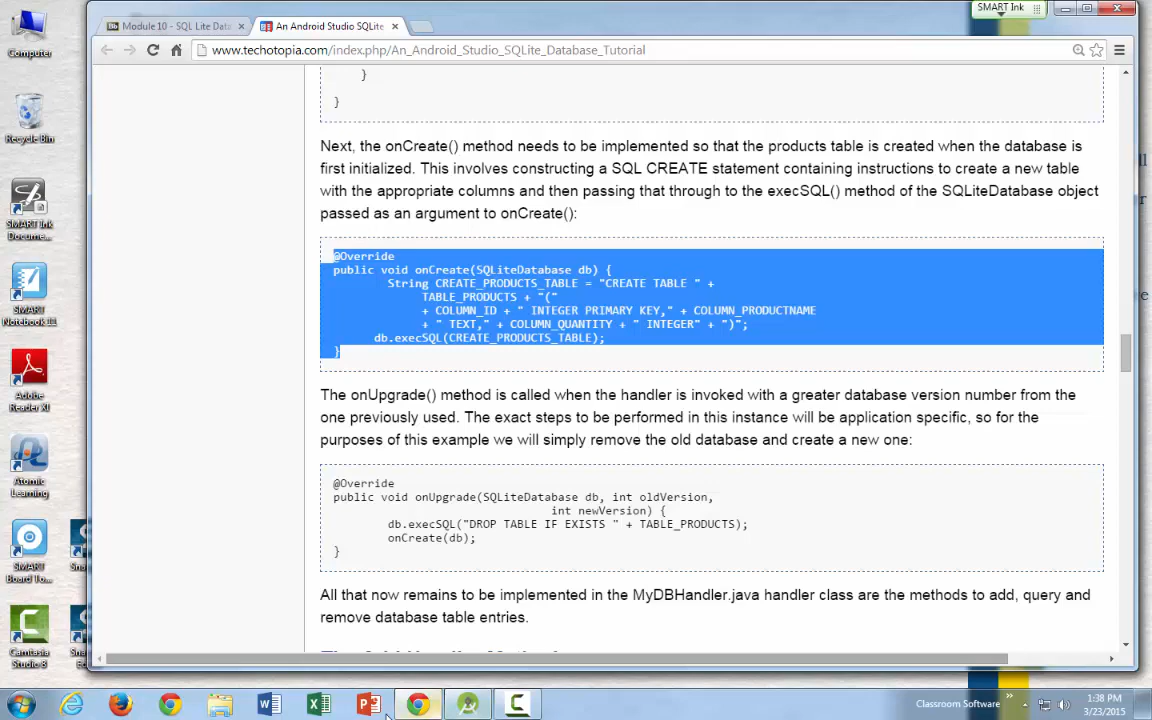 Module 10 - SQL Lite Data
An Android Studio SQLite
SMART Ink
www.techotopia.com/index.php/An_Android_Studio_SQLite_Database_Tutorial
Computer
Recycle Bin
SMART Ink
Docume...
SMART
Notebook 11
Adobe
Reader XI
Atomic
Learning
SMART
Board To...
Camtasia
Studio 8
}
}
Next, the onCreate() method needs to be implemented so that the products table is created when the database is
first initialized. This involves constructing a SQL CREATE statement containing instructions to create a new table
with the appropriate columns and then passing that through to the execSQL() method of the SQLiteDatabase object
passed as an argument to onCreate():
@Override
public void onCreate(SQLiteDatabase db) {
String CREATE_PRODUCTS_TABLE = "CREATE TABLE " +
TABLE_PRODUCTS + "("
+ COLUMN_ID + " INTEGER PRIMARY KEY," + COLUMN_PRODUCTNAME
+ " TEXT," + COLUMN_QUANTITY + " INTEGER" + ")";
db.execSQL(CREATE_PRODUCTS_TABLE);
}
The onUpgrade() method is called when the handler is invoked with a greater database version number from the
one previously used. The exact steps to be performed in this instance will be application specific, so for the
purposes of this example we will simply remove the old database and create a new one:
@Override
public void onUpgrade(SQLiteDatabase db, int oldVersion,
int newVersion) {
db.execSQL("DROP TABLE IF EXISTS " + TABLE_PRODUCTS);
onCreate(db);
}
All that now remains to be implemented in the MyDBHandler.java handler class are the methods to add, query and
remove database table entries.
Classroom Software
1:38 PM
3/23/2015